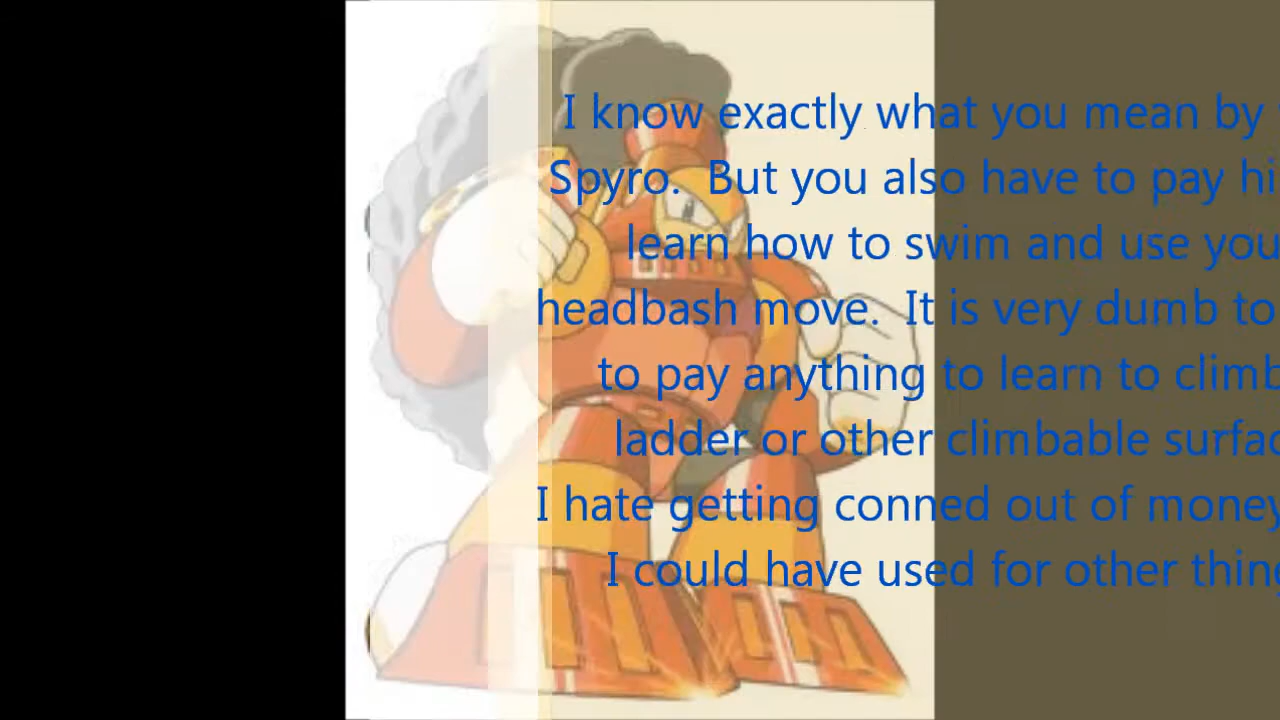 I know exactly what you mean by
Spyro. But you also have to pay
learn how to swim and use
headbash move. It is very dumb to
to pay anything to learn to climb
ladder or other climbable
I hate getting conned out of money
I could have used for other